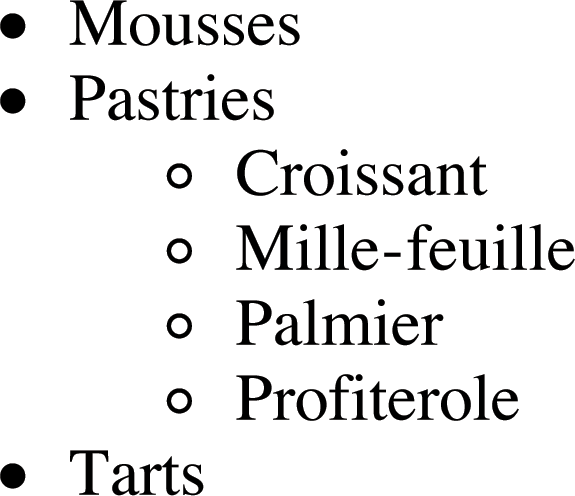 • Mousses
• Pastries
◦ Croissant
◦ Mille-feuille
◦ Palmier
◦ Profiterole
• Tarts